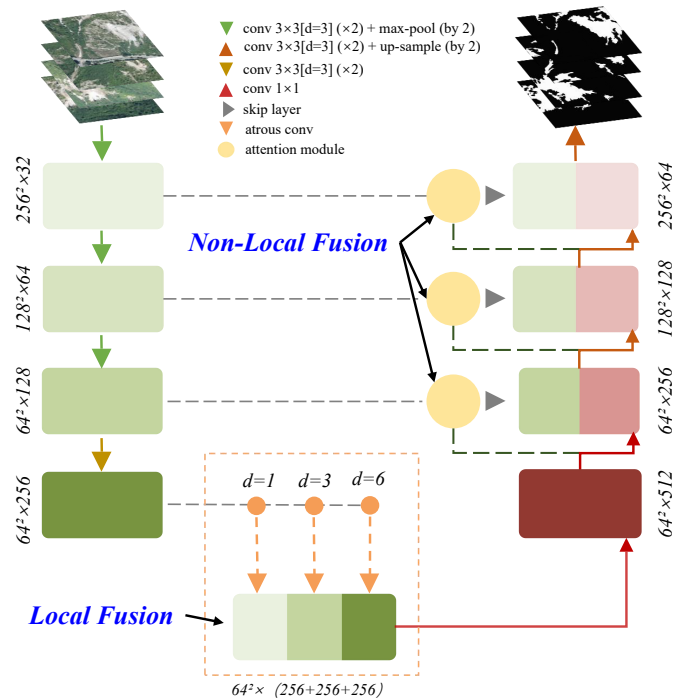 conv 3×3[d=3] (×2) + max-pool (by 2)
conv 3×3[d=3] (×2) + up-sample (by 2)
conv 3×3[d=3] (×2)
conv 1×1
skip layer
atrous conv
attention module
256²×32
256²×64
Non-Local Fusion
128²×64
128²×128
64²×128
64²×256
64²×256
d=1
d=3
d=6
64²×512
Local Fusion
64²× (256+256+256)